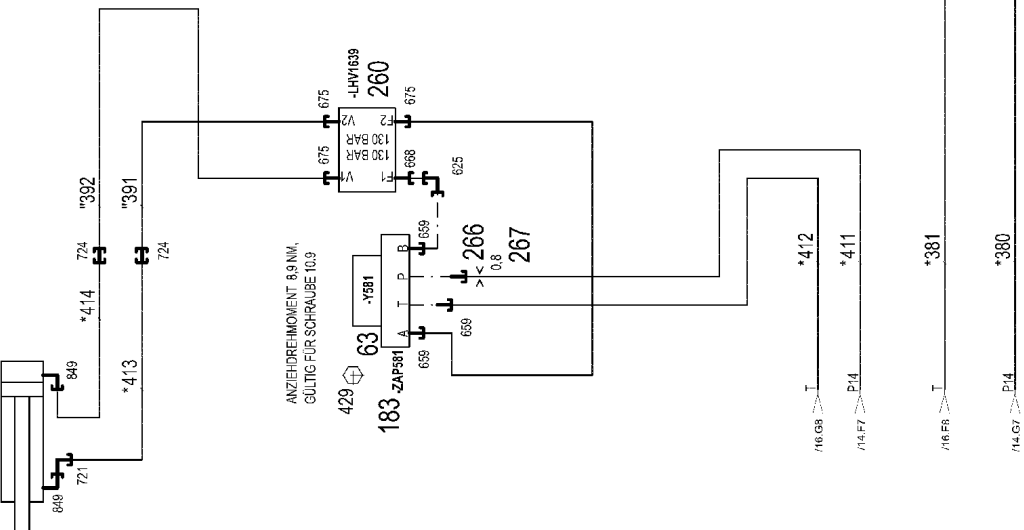 849
721
849
*413
*414
724
724
"392
"391
ANZIEHDREHMOMENT 8,9 NM,
GÜLTIG FÜR SCHRAUBE 10.9
429
63
183
-ZAP581
-Y581
A
T
P
B
659
659
659
> <
0,8
266
267
675
675
-LHV1639
260
V1
V2
130 BAR
130 BAR
F1
F2
668
675
625
*412
*411
*381
*380
T
P14
T
P14
/16.G8
/14.F7
/16.F8
/14.G7